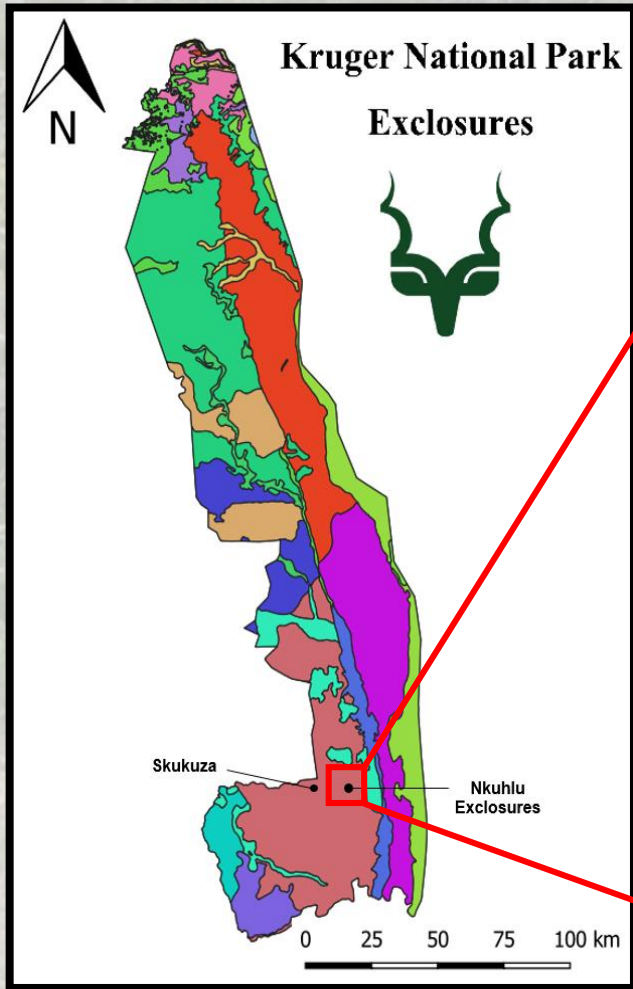 Kruger National Park
Exclosures
N
Skukuza
Nkuhlu
Exclosures
0 25 50 75 100 km